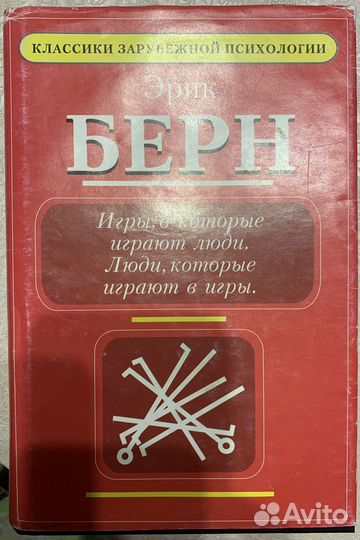 КЛАССИКИ ЗАРУБЕЖНОЙ ПСИХОЛОГИИ
Эрик
БЕРН
Игры, в которые
играют люди.
Люди, которые
играют в игры.
Avito